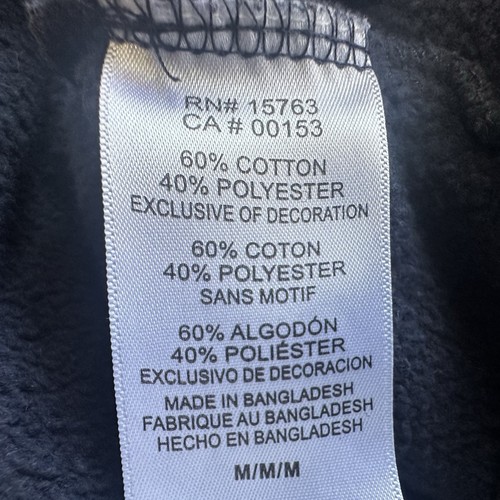 RN# 15763
CA # 00153
60% COTTON
40% POLYESTER
EXCLUSIVE OF DECORATION
60% COTON
40% POLYESTER
SANS MOTIF
60% ALGODÓN
40% POLIÉSTER
EXCLUSIVO DE DECORACION
MADE IN BANGLADESH
FABRIQUE AU BANGLADESH
HECHO EN BANGLADESH
M/M/M